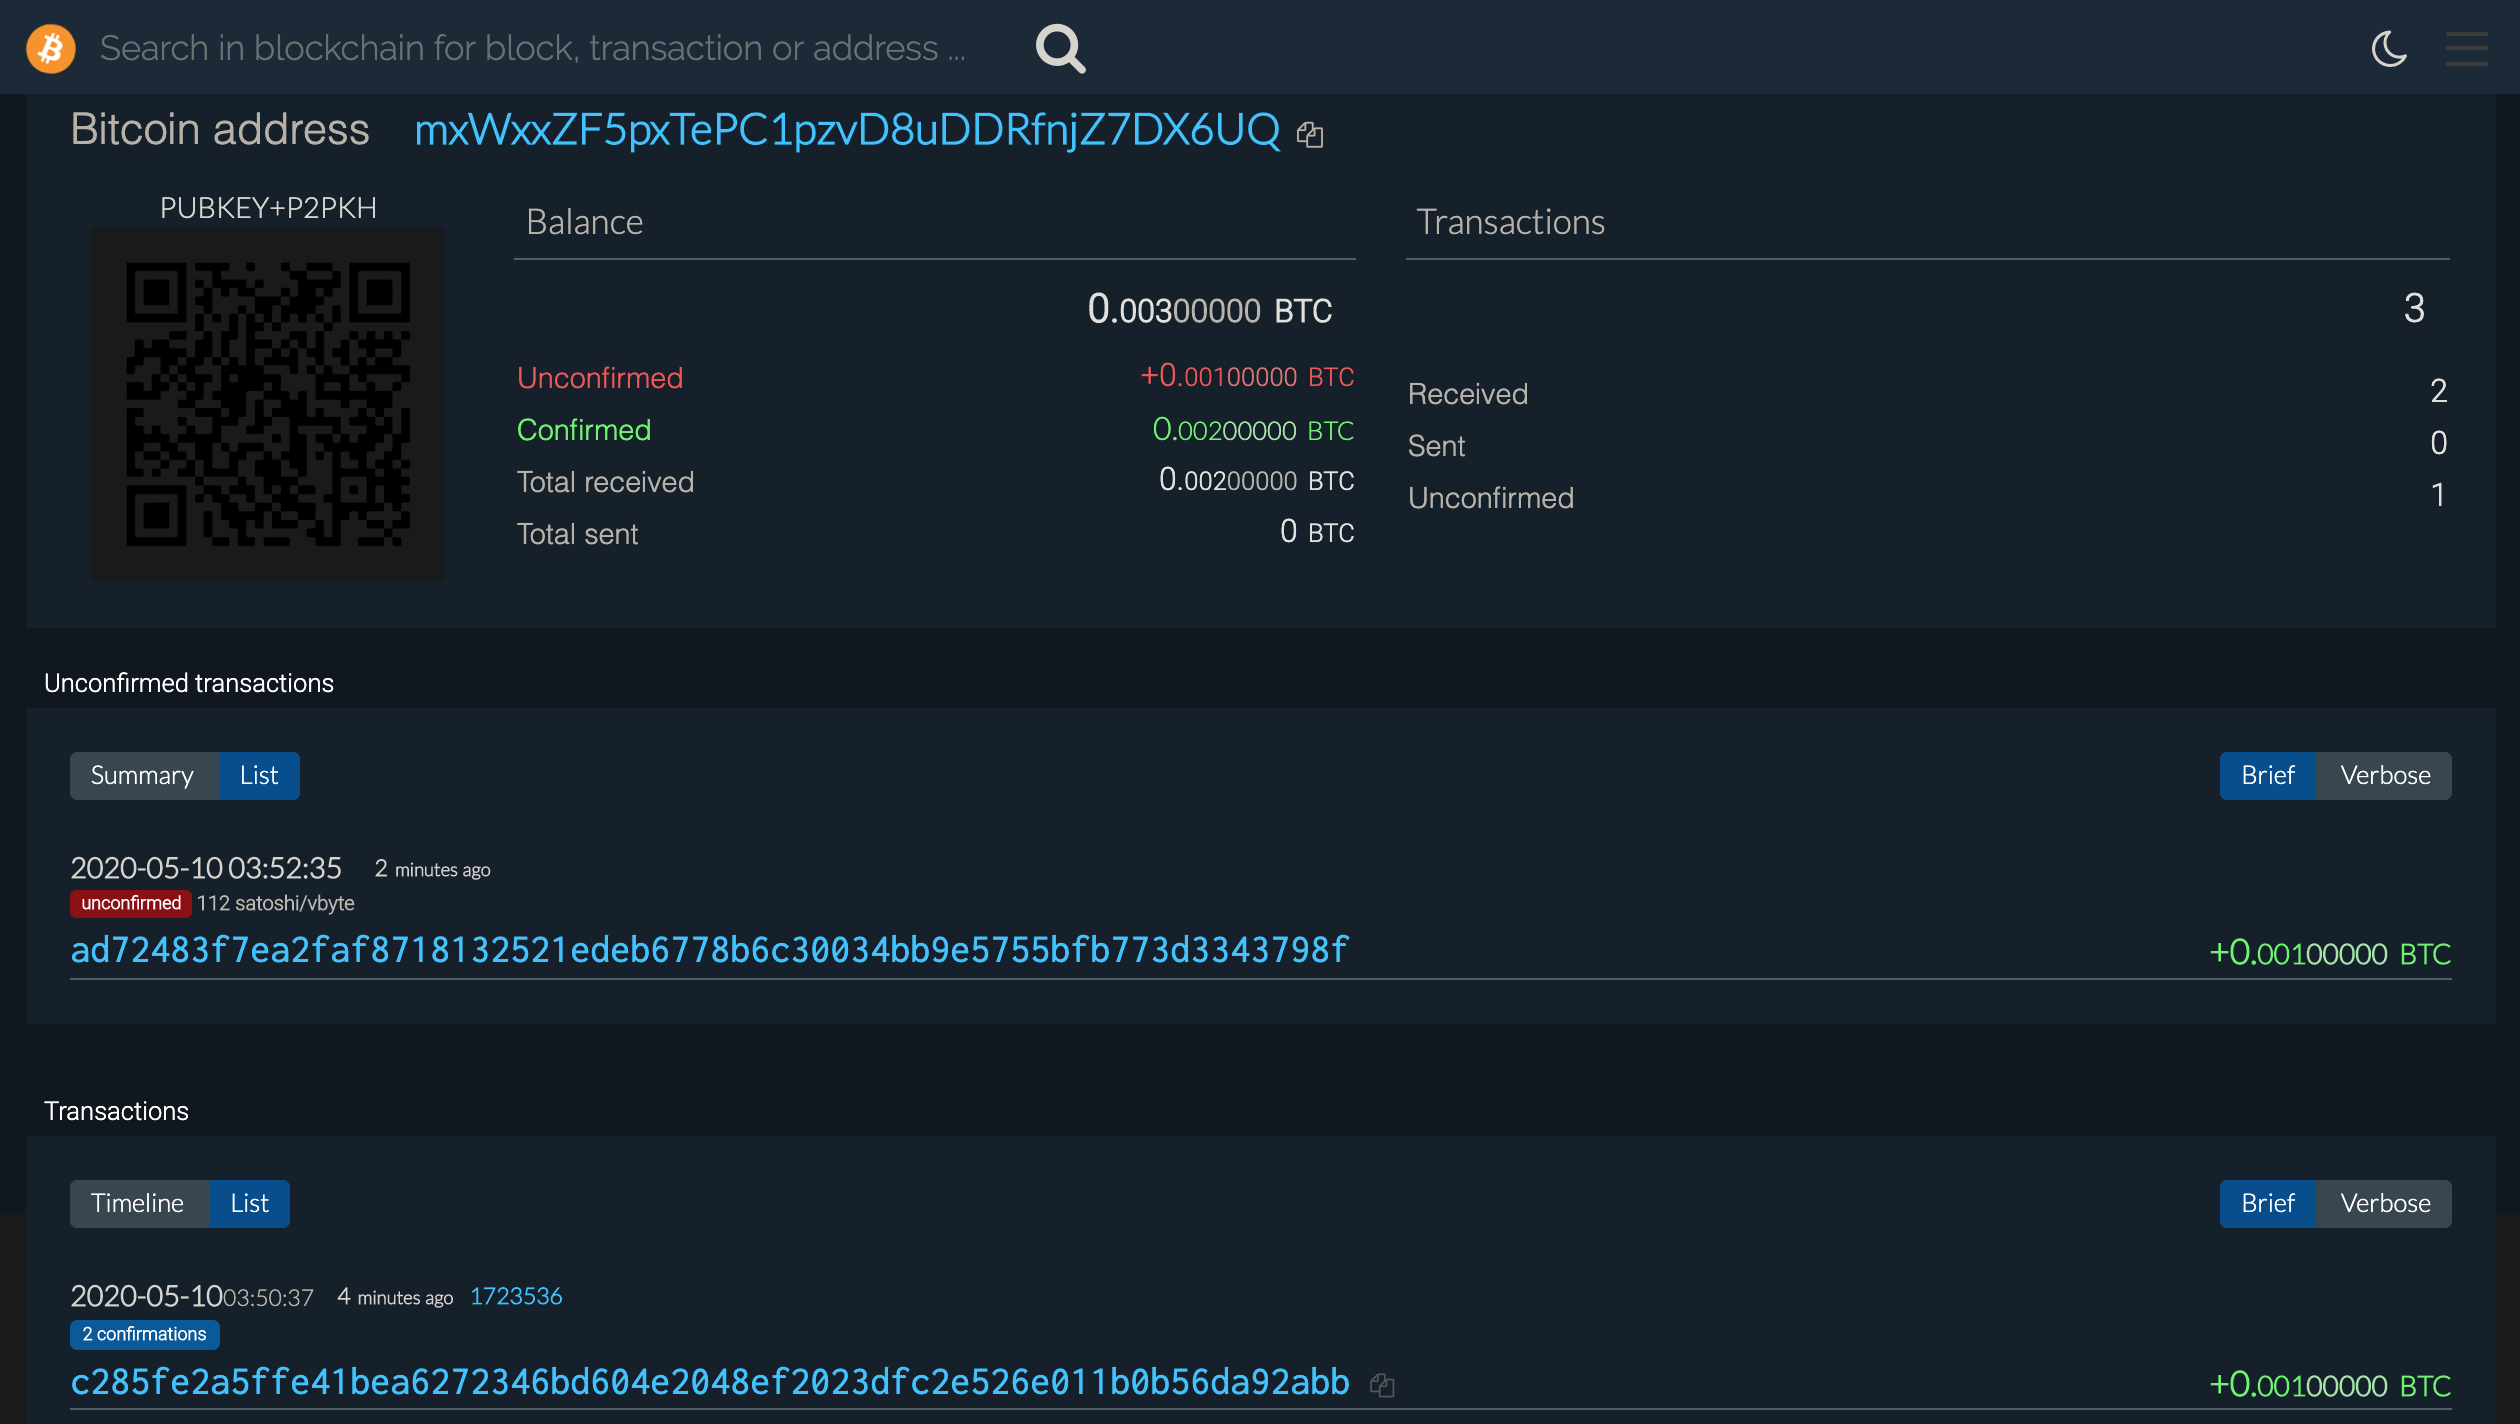 Search in blockchain for block, transaction or address ...
Bitcoin address mxWxxZF5pxTePC1pzvD8uDDRfnjZ7DX6UQ
PUBKEY+P2PKH
Balance
0.00300000 BTC
Unconfirmed +0.00100000 BTC
Confirmed 0.00200000 BTC
Total received 0.00200000 BTC
Total sent 0 BTC
Transactions
3
Received 2
Sent 0
Unconfirmed 1
Unconfirmed transactions
Summary List Brief Verbose
2020-05-10 03:52:35 2 minutes ago
unconfirmed 112 satoshi/vbyte
ad72483f7ea2faf8718132521edeb6778b6c30034bb9e5755bfb773d3343798f +0.00100000 BTC
Transactions
Timeline List Brief Verbose
2020-05-10 03:50:37 4 minutes ago 1723536
2 confirmations
c285fe2a5ffe41bea6272346bd604e2048ef2023dfc2e526e011b0b56da92abb +0.00100000 BTC